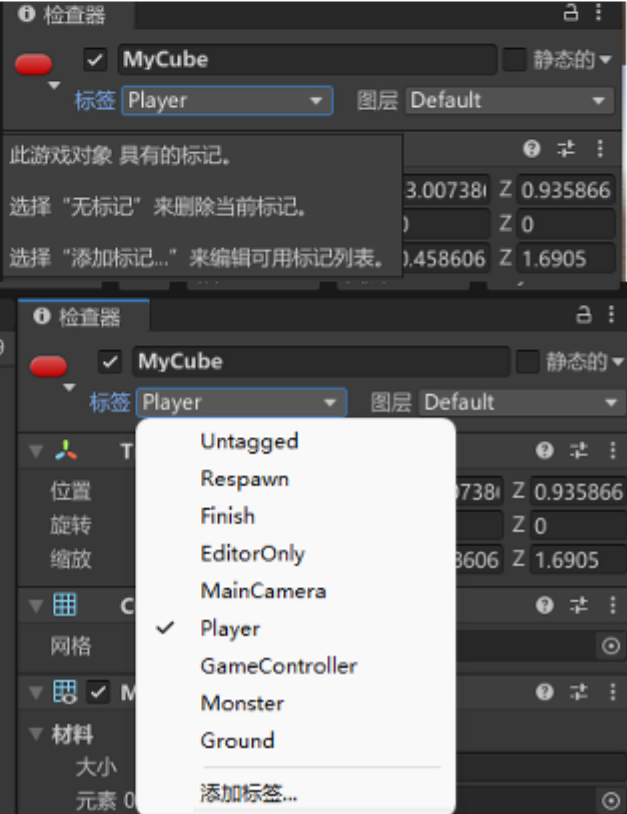 检查器
MyCube 静态的
标签 Player 图层 Default
此游戏对象 具有的标记。
选择“无标记”来删除当前标记。
选择“添加标记...”来编辑可用标记列表。
3.00738 Z 0.935866
Z 0
.458606 Z 1.6905
检查器
MyCube 静态的
标签 Player 图层 Default
Untagged
Respawn
Finish
EditorOnly
MainCamera
Player
GameController
Monster
Ground
添加标签...
T
位置 738 Z 0.935866
旋转 Z 0
缩放 8606 Z 1.6905
C
网格
M
材料
大小
元素 0